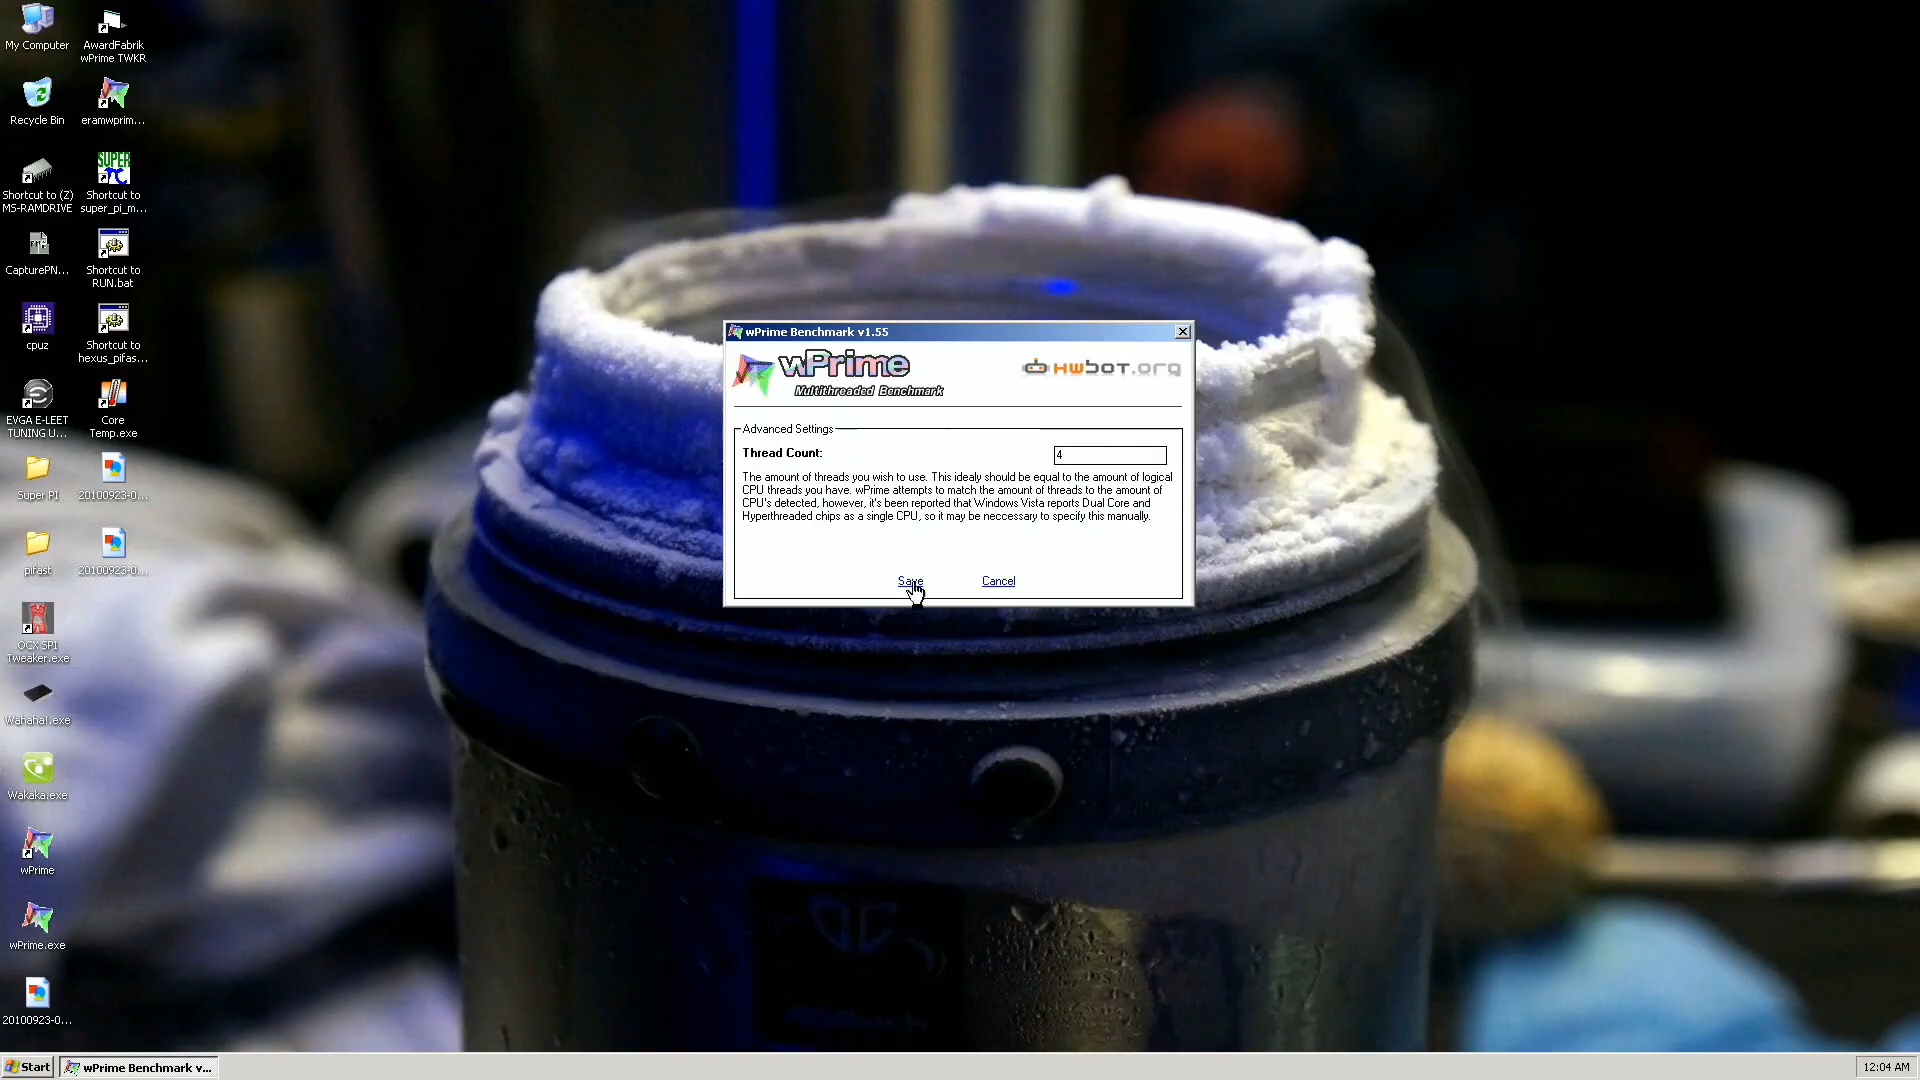 My Computer
AwardFabrik
wPrime TWKR
Recycle Bin
eramwprim...
Shortcut to (Z)
MS-RAMDRIVE
SUPER
Shortcut to
super_pi_m...
CapturePN...
Shortcut to
RUN.bat
cpuz
Shortcut to
hexus_pifas...
EVGA E-LEET
TUNING U...
Core
Temp.exe
Super PI
20100923-0...
pifast
20100923-0...
OCX SPI
Tweaker.exe
Wahaha!.exe
Wakaka.exe
wPrime
wPrime.exe
20100923-0...
wPrime Benchmark v1.55
wPrime
Multithreaded Benchmark
HWBOT.ORG
Advanced Settings
Thread Count:
4
The amount of threads you wish to use. This idealy should be equal to the amount of logical
CPU threads you have. wPrime attempts to match the amount of threads to the amount of
CPU's detected, however, it's been reported that Windows Vista reports Dual Core and
Hyperthreaded chips as a single CPU, so it may be neccessary to specify this manually.
Save
Cancel
Start
wPrime Benchmark v...
12:04 AM